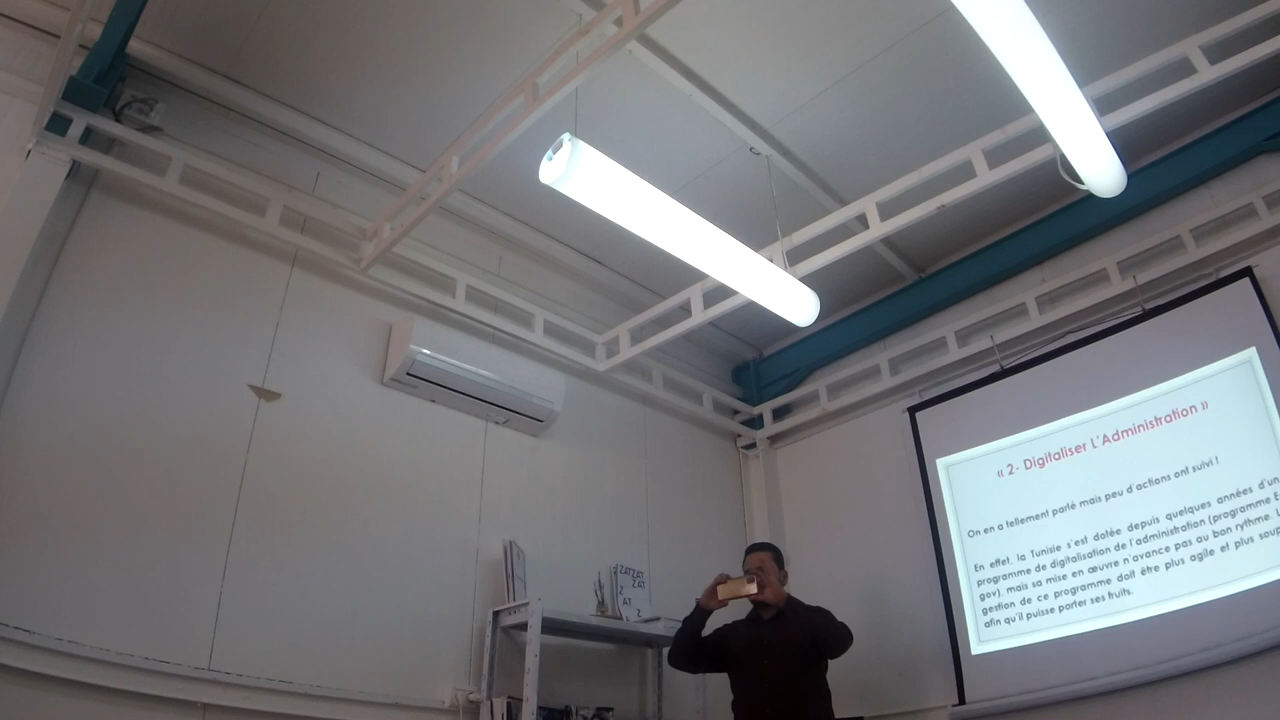 « 2- Digitaliser L'Administration »
On en a tellement parlé mais peu d'actions ont suivi !
En effet, la Tunisie s'est dotée depuis quelques années d'un
programme de digitalisation de l'administration (programme E
gov), mais sa mise en œuvre n'avance pas au bon rythme. L
gestion de ce programme doit être plus agile et plus soup
afin qu'il puisse porter ses fruits.
ZATZAT
ZAT
Z
AT
Z